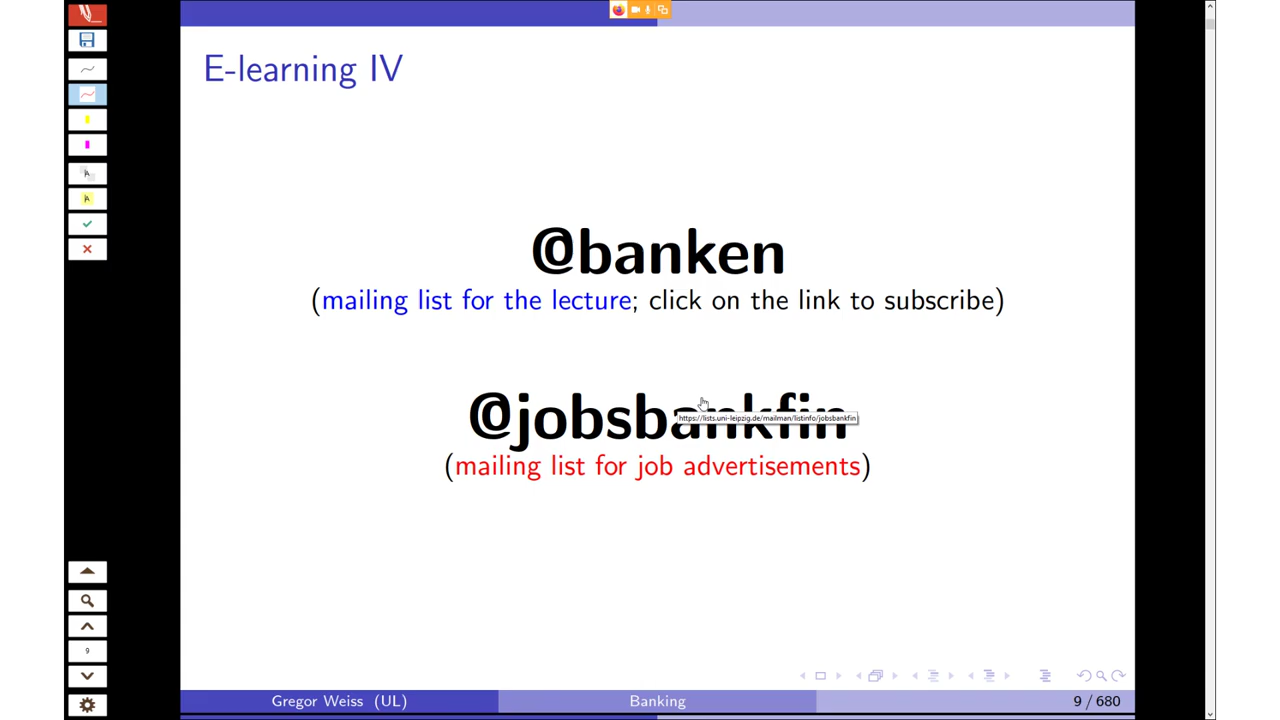 E-learning IV
@banken
(mailing list for the lecture; click on the link to subscribe)
@jobsbankfin
https://lists.uni-leipzig.de/mailman/listinfo/jobsbankfin
(mailing list for job advertisements)
9
Gregor Weiss (UL) Banking 9 / 680